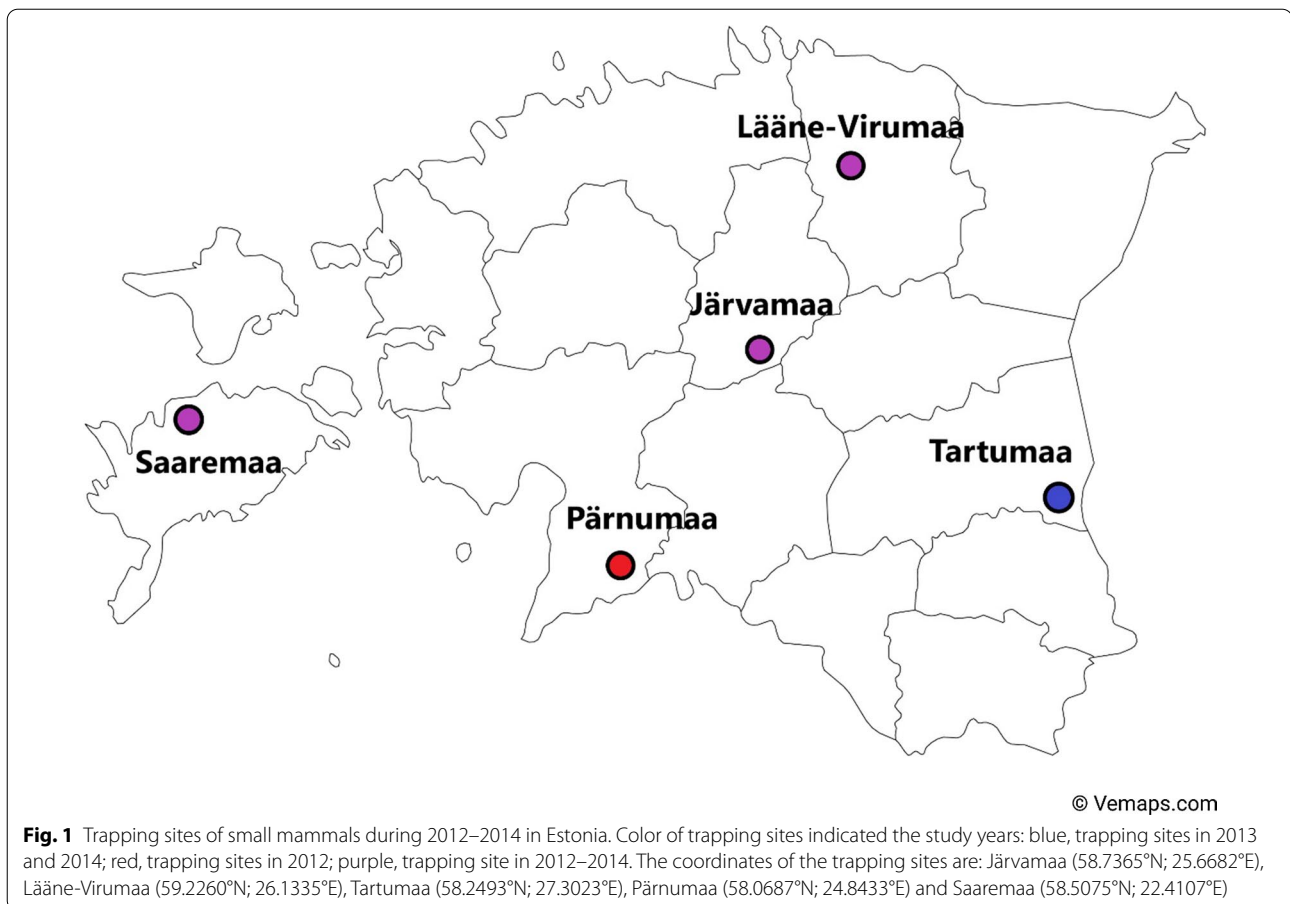 Lääne-Virumaa
Järvamaa
Saaremaa
Tartumaa
Pärnumaa
© Vemaps.com
Fig. 1 Trapping sites of small mammals during 2012–2014 in Estonia. Color of trapping sites indicated the study years: blue, trapping sites in 2013
and 2014; red, trapping sites in 2012; purple, trapping site in 2012–2014. The coordinates of the trapping sites are: Järvamaa (58.7365°N; 25.6682°E),
Lääne-Virumaa (59.2260°N; 26.1335°E), Tartumaa (58.2493°N; 27.3023°E), Pärnumaa (58.0687°N; 24.8433°E) and Saaremaa (58.5075°N; 22.4107°E)